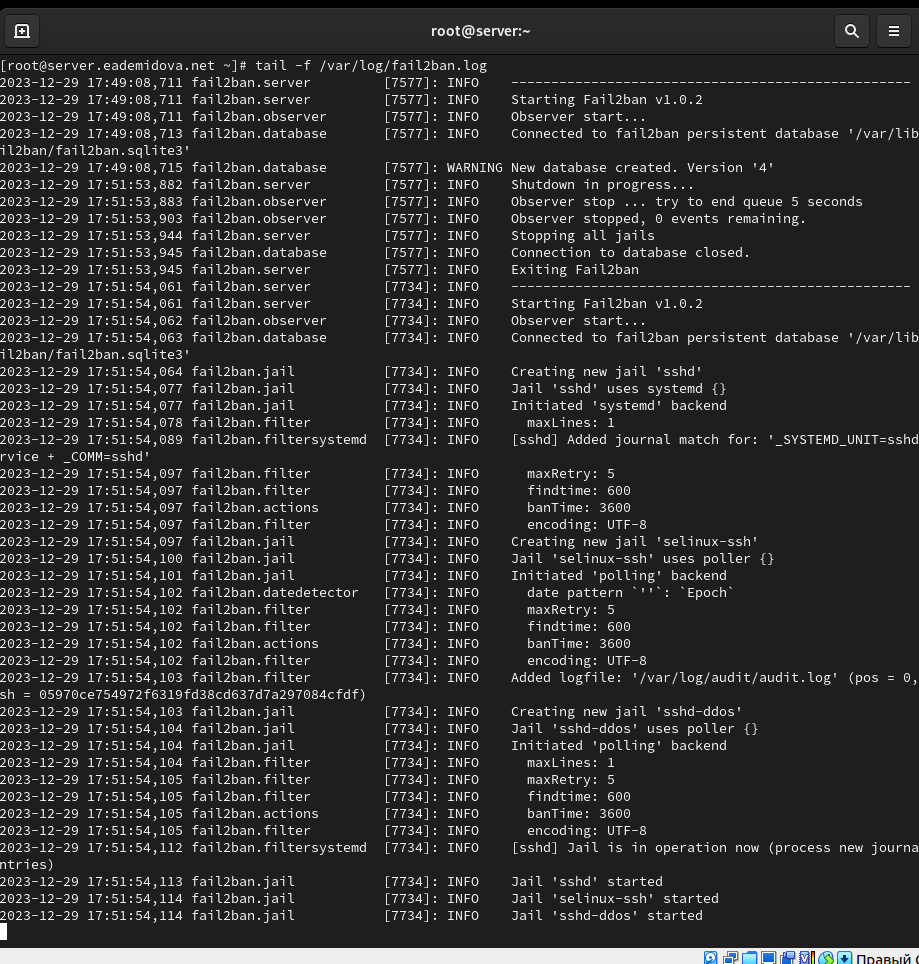 root@server:~
[root@server.eademidova.net ~]# tail -f /var/log/fail2ban.log
2023-12-29 17:49:08,711 fail2ban.server         [7577]: INFO    --------------------------------------------------
2023-12-29 17:49:08,711 fail2ban.server         [7577]: INFO    Starting Fail2ban v1.0.2
2023-12-29 17:49:08,711 fail2ban.observer       [7577]: INFO    Observer start...
2023-12-29 17:49:08,713 fail2ban.database       [7577]: INFO    Connected to fail2ban persistent database '/var/lib
il2ban/fail2ban.sqlite3'
2023-12-29 17:49:08,715 fail2ban.database       [7577]: WARNING New database created. Version '4'
2023-12-29 17:51:53,882 fail2ban.server         [7577]: INFO    Shutdown in progress...
2023-12-29 17:51:53,883 fail2ban.observer       [7577]: INFO    Observer stop ... try to end queue 5 seconds
2023-12-29 17:51:53,903 fail2ban.observer       [7577]: INFO    Observer stopped, 0 events remaining.
2023-12-29 17:51:53,944 fail2ban.server         [7577]: INFO    Stopping all jails
2023-12-29 17:51:53,945 fail2ban.database       [7577]: INFO    Connection to database closed.
2023-12-29 17:51:53,945 fail2ban.server         [7577]: INFO    Exiting Fail2ban
2023-12-29 17:51:54,061 fail2ban.server         [7734]: INFO    --------------------------------------------------
2023-12-29 17:51:54,061 fail2ban.server         [7734]: INFO    Starting Fail2ban v1.0.2
2023-12-29 17:51:54,062 fail2ban.observer       [7734]: INFO    Observer start...
2023-12-29 17:51:54,063 fail2ban.database       [7734]: INFO    Connected to fail2ban persistent database '/var/lib
il2ban/fail2ban.sqlite3'
2023-12-29 17:51:54,064 fail2ban.jail           [7734]: INFO    Creating new jail 'sshd'
2023-12-29 17:51:54,077 fail2ban.jail           [7734]: INFO    Jail 'sshd' uses systemd {}
2023-12-29 17:51:54,077 fail2ban.jail           [7734]: INFO    Initiated 'systemd' backend
2023-12-29 17:51:54,078 fail2ban.filter         [7734]: INFO      maxLines: 1
2023-12-29 17:51:54,089 fail2ban.filtersystemd  [7734]: INFO    [sshd] Added journal match for: '_SYSTEMD_UNIT=sshd
rvice + _COMM=sshd'
2023-12-29 17:51:54,097 fail2ban.filter         [7734]: INFO      maxRetry: 5
2023-12-29 17:51:54,097 fail2ban.filter         [7734]: INFO      findtime: 600
2023-12-29 17:51:54,097 fail2ban.actions        [7734]: INFO      banTime: 3600
2023-12-29 17:51:54,097 fail2ban.filter         [7734]: INFO      encoding: UTF-8
2023-12-29 17:51:54,097 fail2ban.jail           [7734]: INFO    Creating new jail 'selinux-ssh'
2023-12-29 17:51:54,100 fail2ban.jail           [7734]: INFO    Jail 'selinux-ssh' uses poller {}
2023-12-29 17:51:54,101 fail2ban.jail           [7734]: INFO    Initiated 'polling' backend
2023-12-29 17:51:54,102 fail2ban.datedetector   [7734]: INFO      date pattern `''`: `Epoch`
2023-12-29 17:51:54,102 fail2ban.filter         [7734]: INFO      maxRetry: 5
2023-12-29 17:51:54,102 fail2ban.filter         [7734]: INFO      findtime: 600
2023-12-29 17:51:54,102 fail2ban.actions        [7734]: INFO      banTime: 3600
2023-12-29 17:51:54,102 fail2ban.filter         [7734]: INFO      encoding: UTF-8
2023-12-29 17:51:54,103 fail2ban.filter         [7734]: INFO    Added logfile: '/var/log/audit/audit.log' (pos = 0,
sh = 05970ce754972f6319fd38cd637d7a297084cfdf)
2023-12-29 17:51:54,103 fail2ban.jail           [7734]: INFO    Creating new jail 'sshd-ddos'
2023-12-29 17:51:54,104 fail2ban.jail           [7734]: INFO    Jail 'sshd-ddos' uses poller {}
2023-12-29 17:51:54,104 fail2ban.jail           [7734]: INFO    Initiated 'polling' backend
2023-12-29 17:51:54,104 fail2ban.filter         [7734]: INFO      maxLines: 1
2023-12-29 17:51:54,105 fail2ban.filter         [7734]: INFO      maxRetry: 5
2023-12-29 17:51:54,105 fail2ban.filter         [7734]: INFO      findtime: 600
2023-12-29 17:51:54,105 fail2ban.actions        [7734]: INFO      banTime: 3600
2023-12-29 17:51:54,105 fail2ban.filter         [7734]: INFO      encoding: UTF-8
2023-12-29 17:51:54,112 fail2ban.filtersystemd  [7734]: INFO    [sshd] Jail is in operation now (process new journa
ntries)
2023-12-29 17:51:54,113 fail2ban.jail           [7734]: INFO    Jail 'sshd' started
2023-12-29 17:51:54,114 fail2ban.jail           [7734]: INFO    Jail 'selinux-ssh' started
2023-12-29 17:51:54,114 fail2ban.jail           [7734]: INFO    Jail 'sshd-ddos' started
Правый